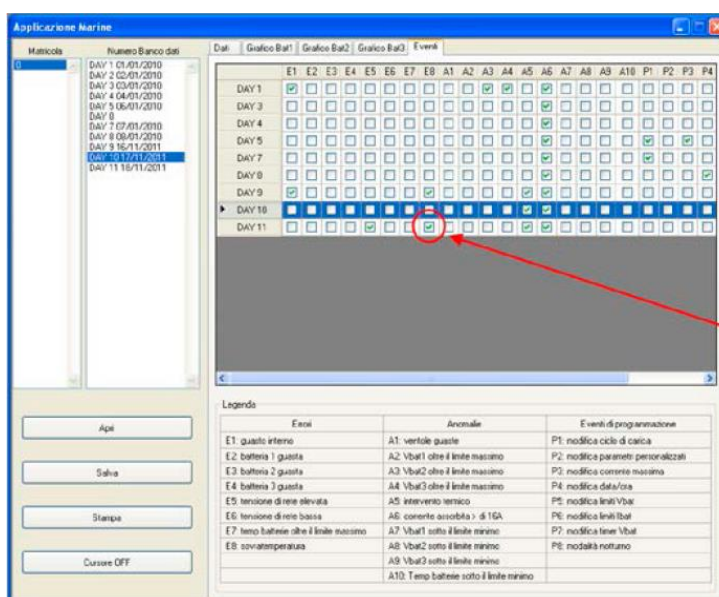 Applicazione Marine
Matricola
Numero Banco dati
0
DAY 1 01/01/2010
DAY 2 02/01/2010
DAY 3 03/01/2010
DAY 4 04/01/2010
DAY 5 06/01/2010
DAY 8
DAY 7 07/01/2010
DAY 8 08/01/2010
DAY 9 16/11/2011
DAY 10 17/11/2011
DAY 11 18/11/2011
Apri
Salva
Stampa
Cursore OFF
Dati Grafico Bat1 Grafico Bat2 Grafico Bat3 Eventi
E1 E2 E3 E4 E5 E6 E7 E8 A1 A2 A3 A4 A5 A6 A7 A8 A9 A10 P1 P2 P3 P4
DAY 1
DAY 3
DAY 4
DAY 5
DAY 7
DAY 8
DAY 9
DAY 10
DAY 11
Legenda
Errori Anomalie Eventi di programmazione
E1: guasto interno A1: ventole guaste P1: modifica ciclo di carica
E2: batteria 1 guasta A2: Vbat1 oltre il limite massimo P2: modifica parametri personalizzati
E3: batteria 2 guasta A3: Vbat2 oltre il limite massimo P3: modifica corrente massima
E4: batteria 3 guasta A4: Vbat3 oltre il limite massimo P4: modifica data/ora
E5: tensione di rete elevata A5: intervento termico P5: modifica limiti Vbat
E6: tensione di rete bassa A6: corrente assorbita > di 16A P6: modifica limiti Ibat
E7: temp batterie oltre il limite massimo A7: Vbat1 sotto il limite minimo P7: modifica timer Vbat
E8: sovratemperatura A8: Vbat2 sotto il limite minimo P8: modalità notturno
A9: Vbat3 sotto il limite minimo
A10: Temp batterie sotto il limite minimo